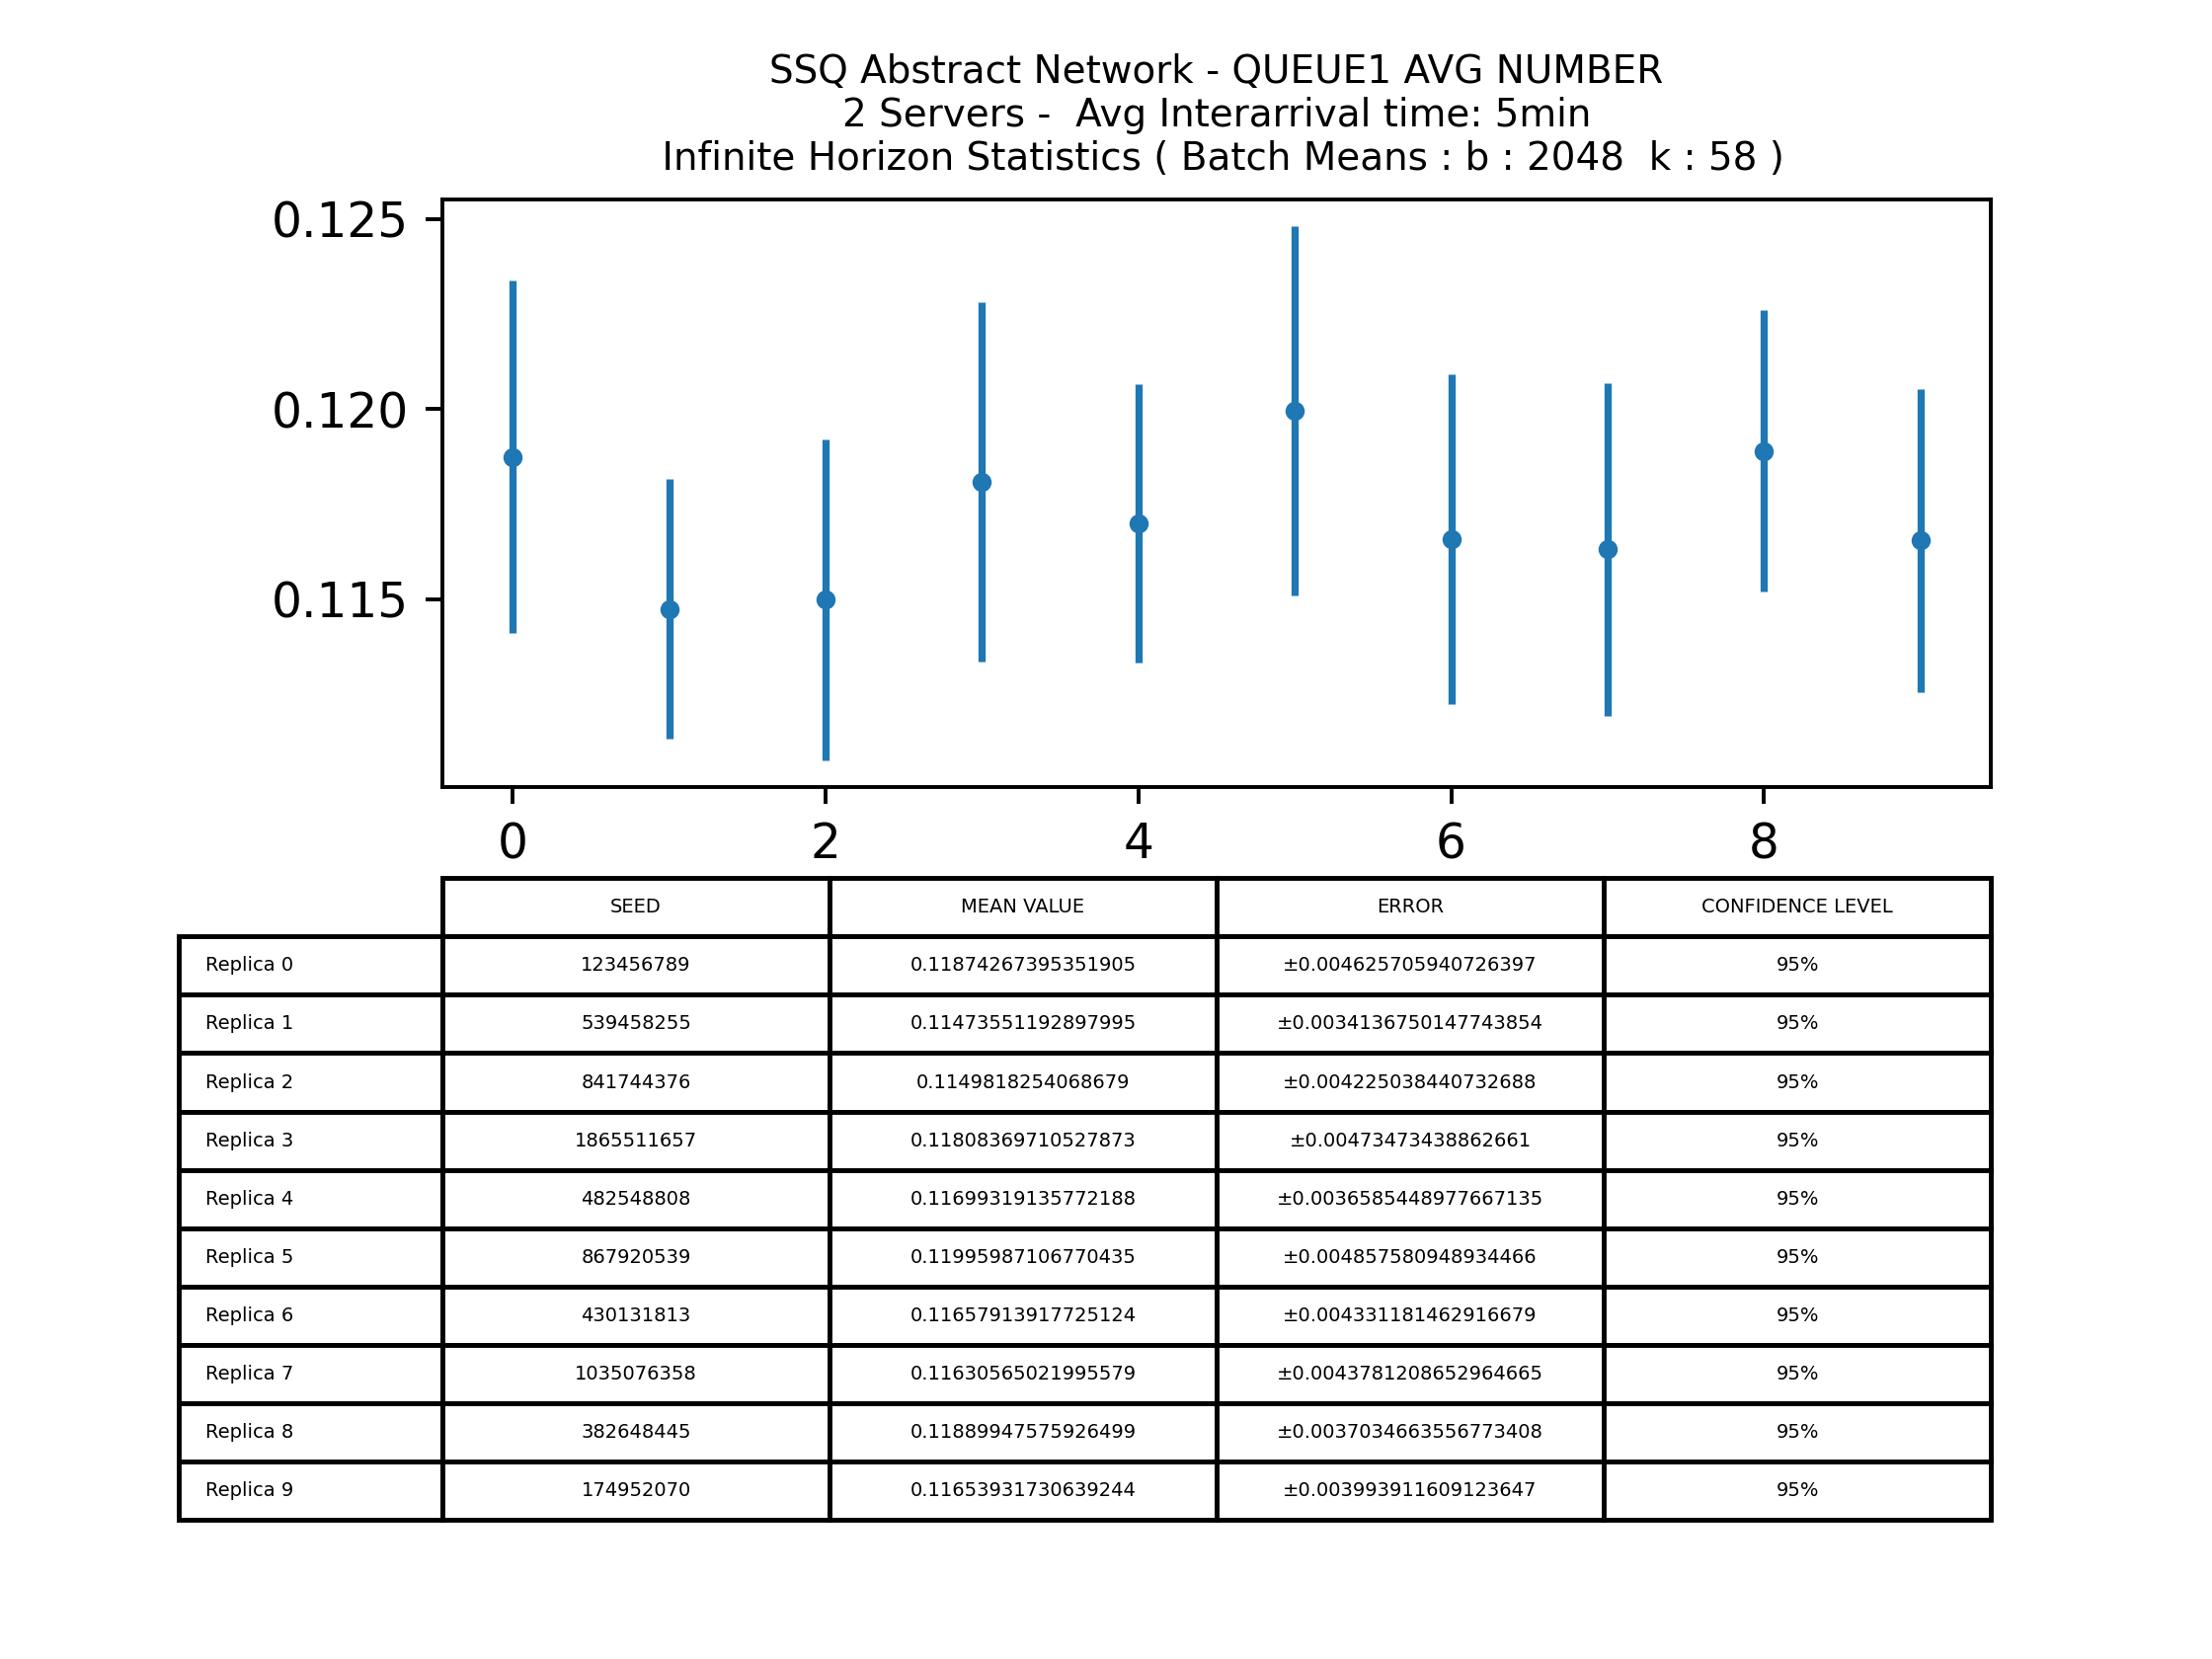 SSQ Abstract Network - QUEUE1 AVG NUMBER
2 Servers -  Avg Interarrival time: 5min
Infinite Horizon Statistics ( Batch Means : b : 2048  k : 58 )
0.125
0.120
0.115
0 2 4 6 8
SEED MEAN VALUE ERROR CONFIDENCE LEVEL
Replica 0 123456789 0.11874267395351905 ±0.004625705940726397 95%
Replica 1 539458255 0.11473551192897995 ±0.0034136750147743854 95%
Replica 2 841744376 0.1149818254068679 ±0.004225038440732688 95%
Replica 3 1865511657 0.11808369710527873 ±0.00473473438862661 95%
Replica 4 482548808 0.11699319135772188 ±0.0036585448977667135 95%
Replica 5 867920539 0.11995987106770435 ±0.004857580948934466 95%
Replica 6 430131813 0.11657913917725124 ±0.004331181462916679 95%
Replica 7 1035076358 0.11630565021995579 ±0.0043781208652964665 95%
Replica 8 382648445 0.11889947575926499 ±0.0037034663556773408 95%
Replica 9 174952070 0.11653931730639244 ±0.003993911609123647 95%